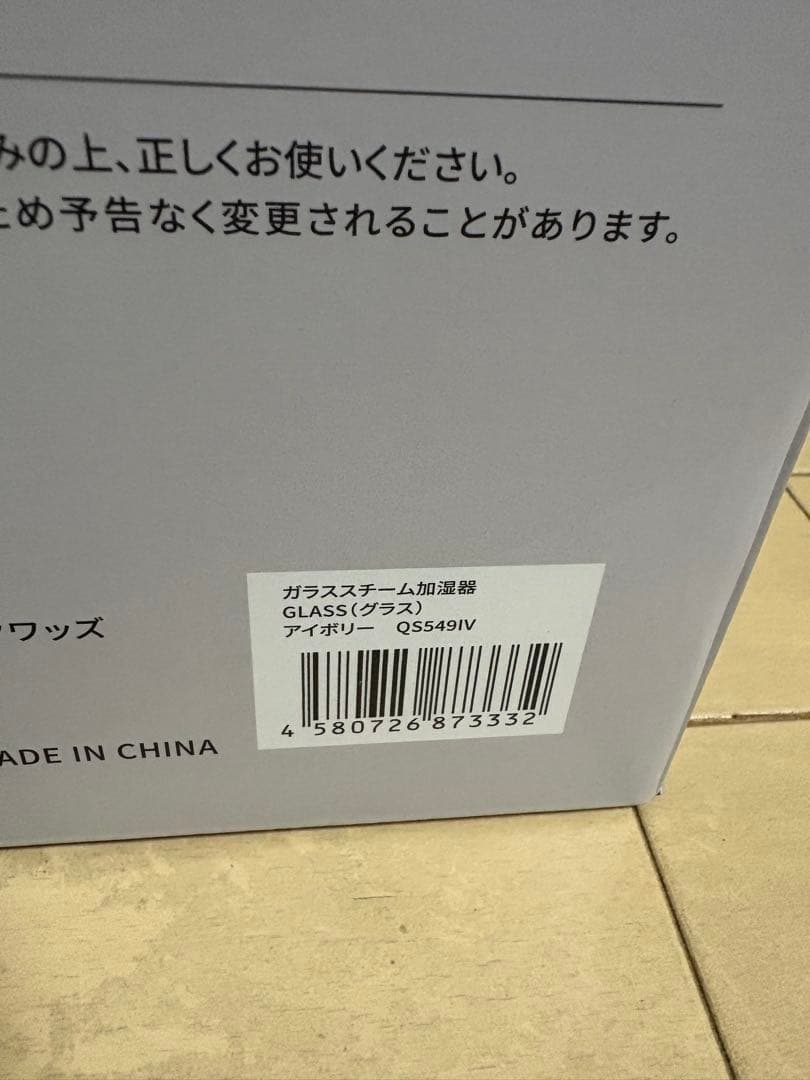 みの上、正しくお使いください。
め予告なく変更されることがあります。
ワッズ
ガラススチーム加湿器
GLASS(グラス)
アイボリー QS549IV
4 580726 873332
ADE IN CHINA